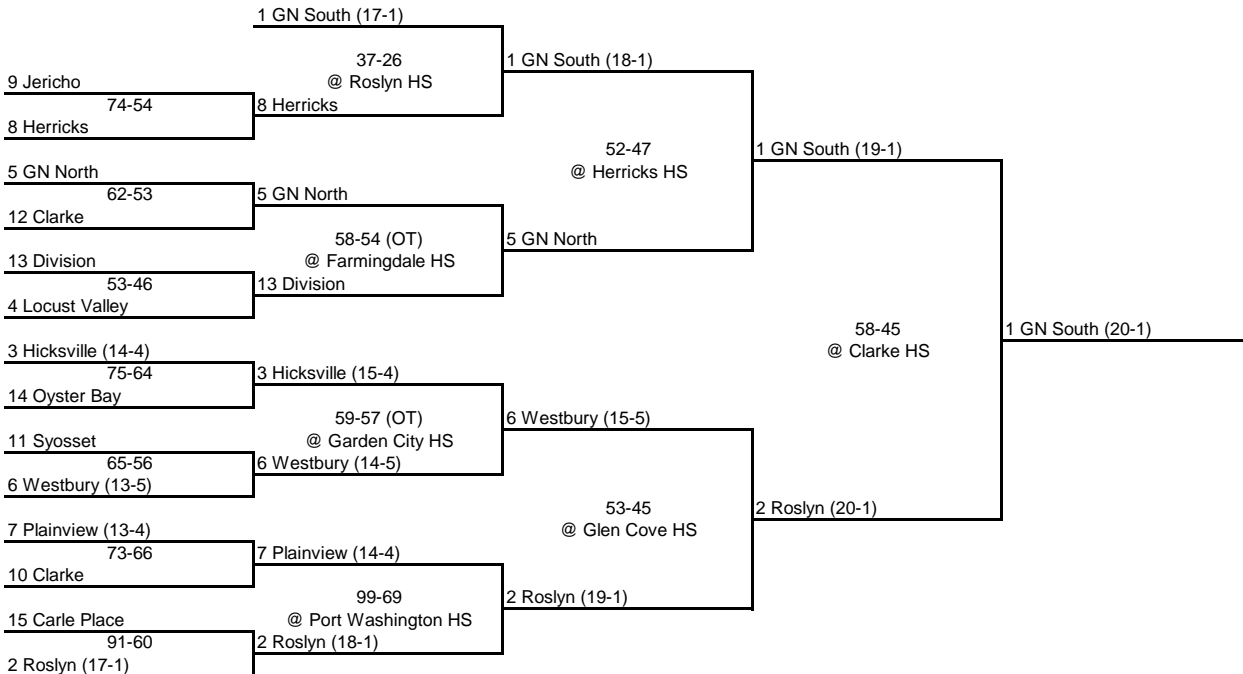 1 GN South (17-1)
37-26
@ Roslyn HS
1 GN South (18-1)
9 Jericho
74-54
8 Herricks
8 Herricks
52-47
@ Herricks HS
1 GN South (19-1)
5 GN North
62-53
5 GN North
12 Clarke
58-54 (OT)
@ Farmingdale HS
5 GN North
13 Division
53-46
13 Division
4 Locust Valley
58-45
@ Clarke HS
1 GN South (20-1)
3 Hicksville (14-4)
75-64
3 Hicksville (15-4)
14 Oyster Bay
59-57 (OT)
@ Garden City HS
6 Westbury (15-5)
11 Syosset
65-56
6 Westbury (14-5)
6 Westbury (13-5)
53-45
@ Glen Cove HS
2 Roslyn (20-1)
7 Plainview (13-4)
73-66
7 Plainview (14-4)
10 Clarke
99-69
@ Port Washington HS
2 Roslyn (19-1)
15 Carle Place
91-60
2 Roslyn (18-1)
2 Roslyn (17-1)